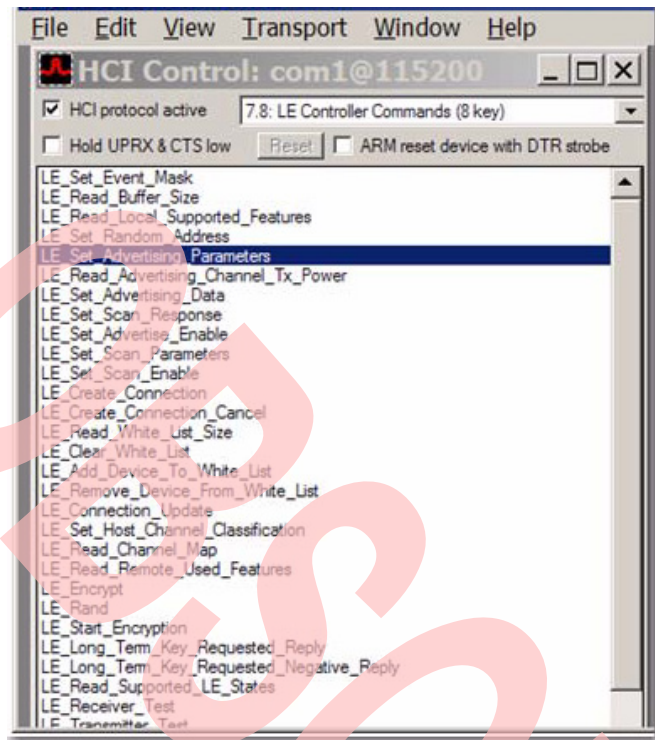 File Edit View Transport Window Help
HCI Control: com1@115200
HCI protocol active 7.8: LE Controller Commands (8 key)
Hold UPRX & CTS low Reset ARM reset device with DTR strobe
LE_Set_Event_Mask
LE_Read_Buffer_Size
LE_Read_Local_Supported_Features
LE_Set_Random_Address
LE_Set_Advertising_Parameters
LE_Read_Advertising_Channel_Tx_Power
LE_Set_Advertising_Data
LE_Set_Scan_Response
LE_Set_Advertise_Enable
LE_Set_Scan_Parameters
LE_Set_Scan_Enable
LE_Create_Connection
LE_Create_Connection_Cancel
LE_Read_White_List_Size
LE_Clear_White_List
LE_Add_Device_To_White_List
LE_Remove_Device_From_White_List
LE_Connection_Update
LE_Set_Host_Channel_Classification
LE_Read_Channel_Map
LE_Read_Remote_Used_Features
LE_Encrypt
LE_Rand
LE_Start_Encryption
LE_Long_Term_Key_Requested_Reply
LE_Long_Term_Key_Requested_Negative_Reply
LE_Read_Supported_LE_States
LE_Receiver_Test
LE_Transmitter_Test